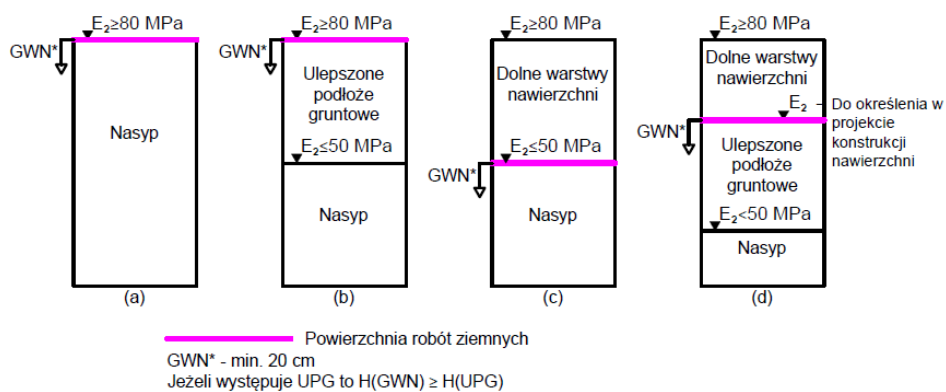 E₂≥80 MPa
GWN*
Nasyp
(a)
E₂≥80 MPa
GWN*
Ulepszone
podłoże
gruntowe
E₂≤50 MPa
Nasyp
(b)
E₂≥80 MPa
Dolne warstwy
nawierzchni
E₂≤50 MPa
GWN*
Nasyp
(c)
E₂≥80 MPa
Dolne warstwy
nawierzchni
E₂ - Do określenia w
projekcie
konstrukcji
nawierzchni
GWN*
Ulepszone
podłoże
gruntowe
E₂<50 MPa
Nasyp
(d)
Powierzchnia robót ziemnych
GWN* - min. 20 cm
Jeżeli występuje UPG to H(GWN) ≥ H(UPG)